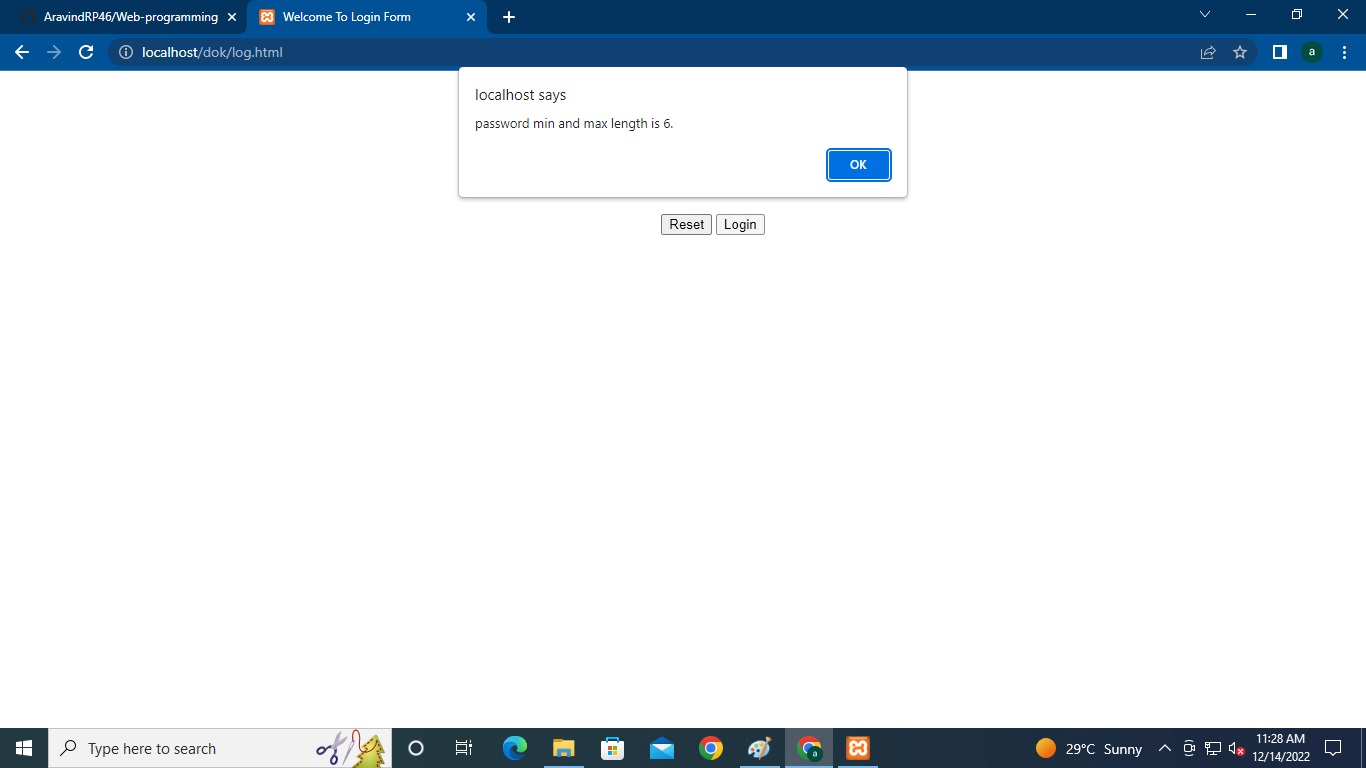 AravindRP46/Web-programming
Welcome To Login Form
localhost/dok/log.html
a
localhost says
password min and max length is 6.
OK
Reset
Login
Type here to search
a
29°C Sunny
11:28 AM
12/14/2022